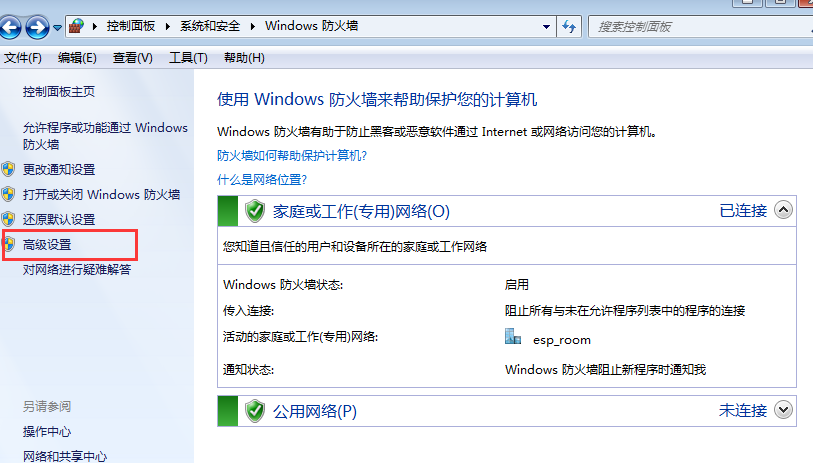 控制面板 系统和安全 Windows 防火墙 搜索控制面板
文件(F) 编辑(E) 查看(V) 工具(T) 帮助(H)
控制面板主页
允许程序或功能通过 Windows
防火墙
更改通知设置
打开或关闭 Windows 防火墙
还原默认设置
高级设置
对网络进行疑难解答
另请参阅
操作中心
网络和共享中心
使用 Windows 防火墙来帮助保护您的计算机
Windows 防火墙有助于防止黑客或恶意软件通过 Internet 或网络访问您的计算机。
防火墙如何帮助保护计算机?
什么是网络位置?
家庭或工作(专用)网络(O) 已连接
您知道且信任的用户和设备所在的家庭或工作网络
Windows 防火墙状态: 启用
传入连接: 阻止所有与未在允许程序列表中的程序的连接
活动的家庭或工作(专用)网络: esp_room
通知状态: Windows 防火墙阻止新程序时通知我
公用网络(P) 未连接